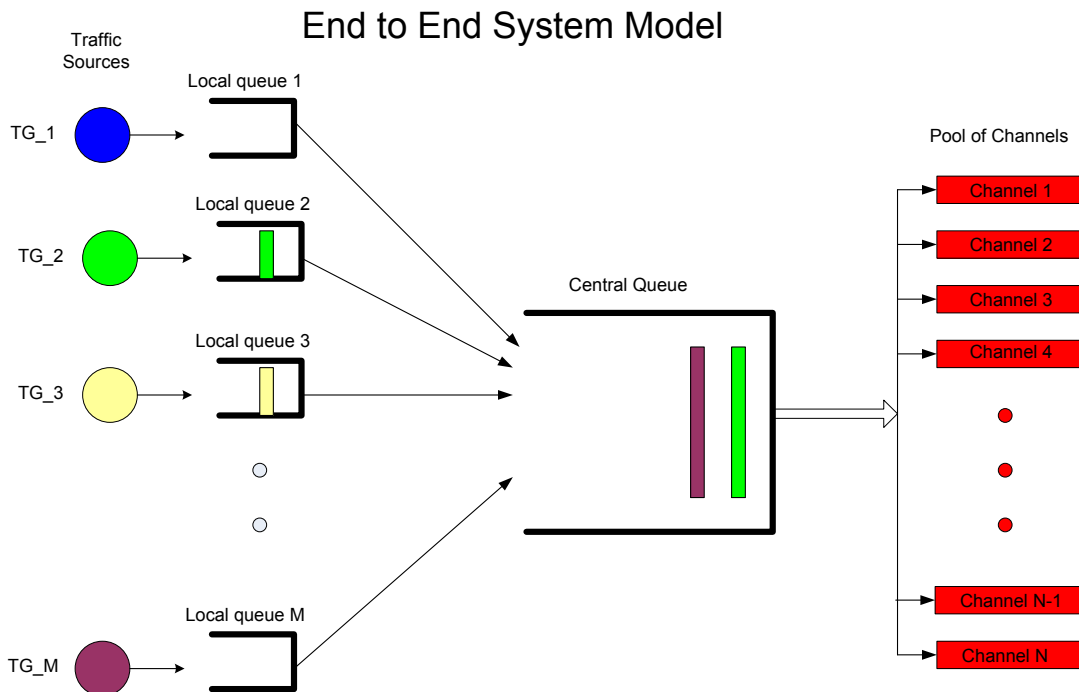 End to End System Model
Traffic
Sources
Local queue 1
TG_1
Pool of Channels
Channel 1
Local queue 2
TG_2
Channel 2
Central Queue
Channel 3
Local queue 3
Channel 4
TG_3
Channel N-1
Local queue M
Channel N
TG_M